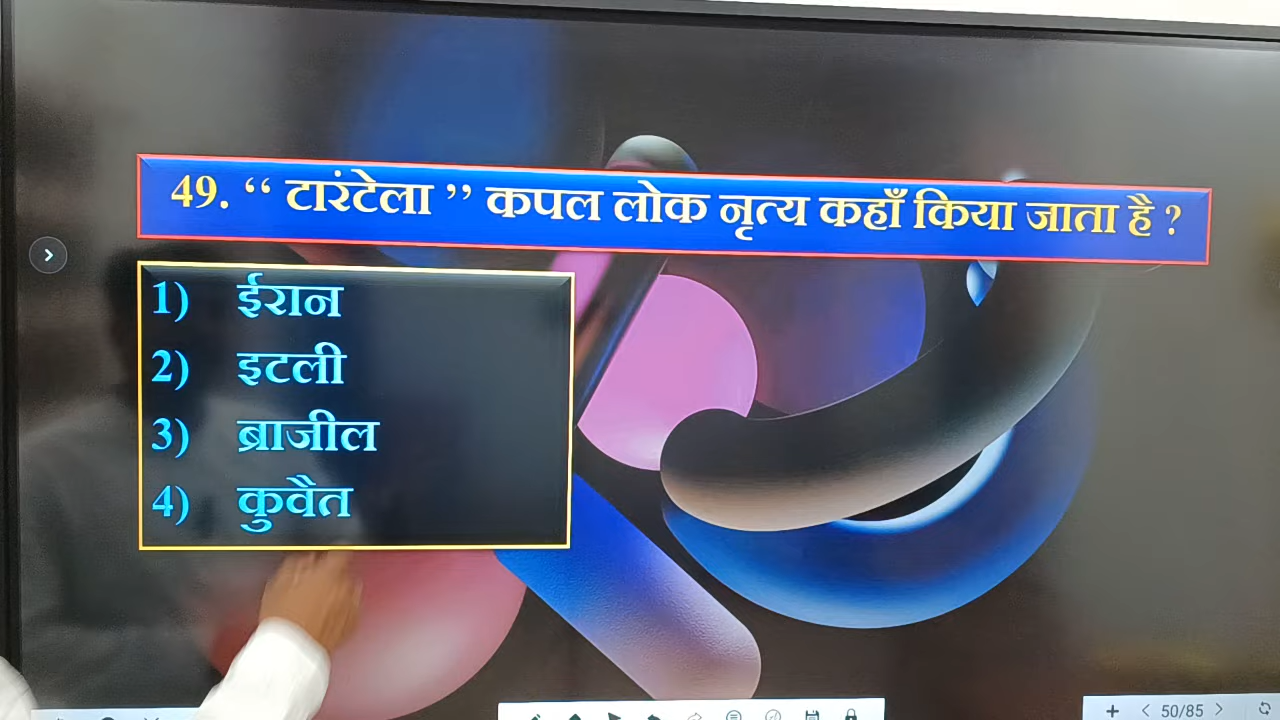 49. “ टारंटेला ” कपल लोक नृत्य कहाँ किया जाता है ?
1) ईरान
2) इटली
3) ब्राजील
4) कुवैत
50/85